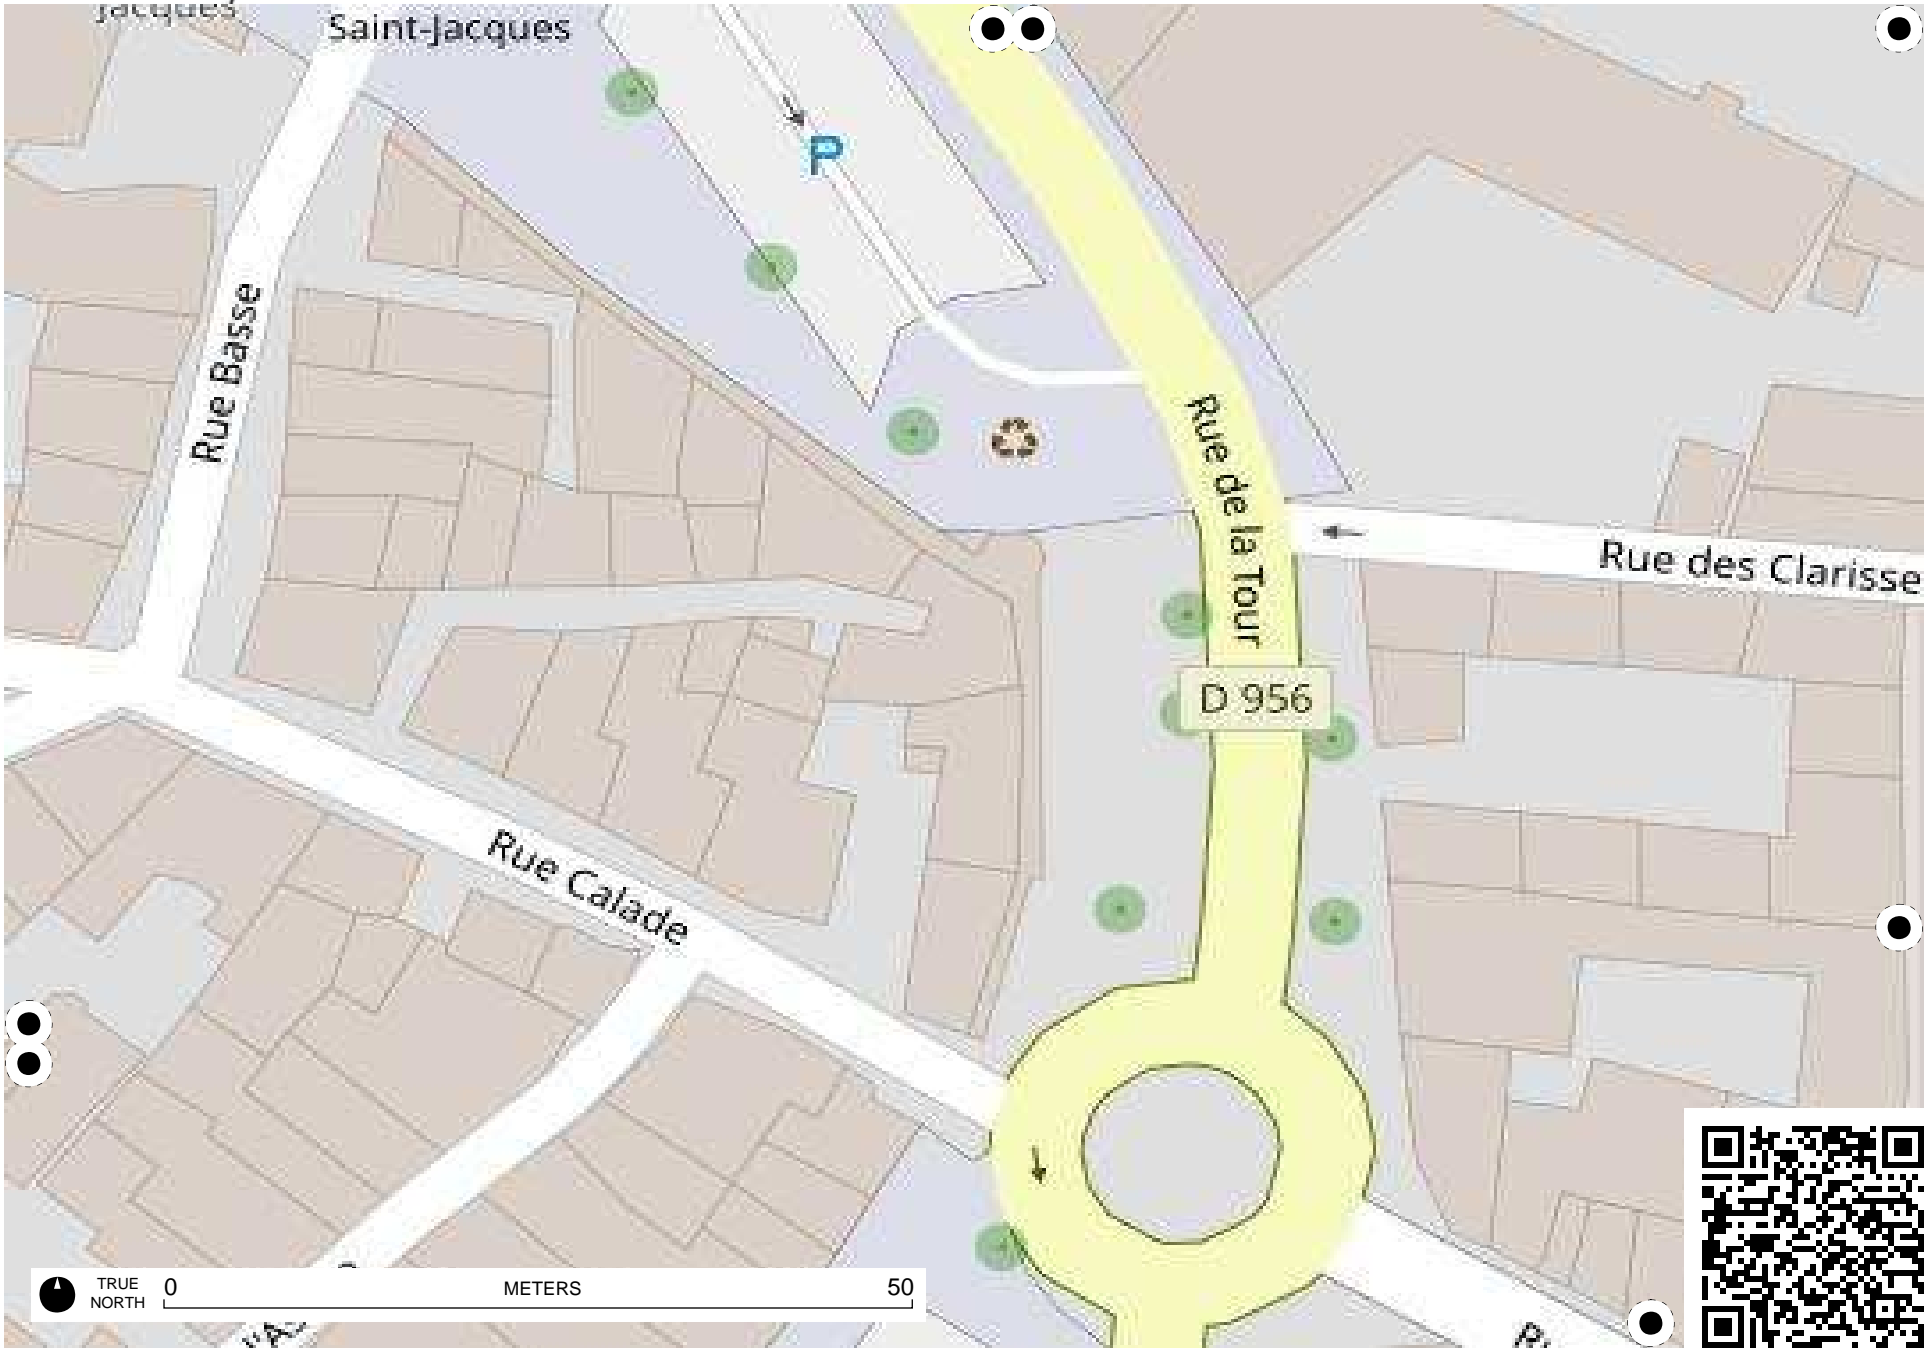 Jacques
Saint-Jacques
P
Rue Basse
Rue de la Tour
Rue des Clarisse
D 956
Rue Calade
TRUE NORTH
0 METERS 50